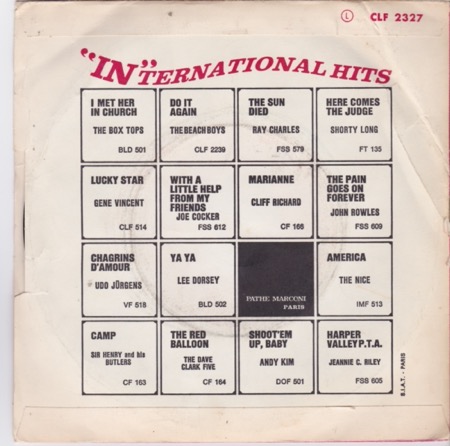 Ⓛ CLF 2327
"IN"TERNATIONAL HITS
I MET HER
IN CHURCH
THE BOX TOPS
BLD 501
DO IT
AGAIN
THE BEACH BOYS
CLF 2239
THE SUN
DIED
RAY CHARLES
FSS 579
HERE COMES
THE JUDGE
SHORTY LONG
FT 135
LUCKY STAR
GENE VINCENT
CLF 514
WITH A
LITTLE HELP
FROM MY
FRIENDS
JOE COCKER
FSS 612
MARIANNE
CLIFF RICHARD
CF 166
THE PAIN
GOES ON
FOREVER
JOHN ROWLES
FSS 609
CHAGRINS
D'AMOUR
UDO JÜRGENS
VF 518
YA YA
LEE DORSEY
BLD 502
PATHE MARCONI
PARIS
AMERICA
THE NICE
IMF 513
CAMP
SIR HENRY and his
BUTLERS
CF 163
THE RED
BALLOON
THE DAVE
CLARK FIVE
CF 164
SHOOT'EM
UP, BABY
ANDY KIM
DOF 501
HARPER
VALLEY P.T.A.
JEANNIE C. RILEY
FSS 605
S.I.A.T. - PARIS